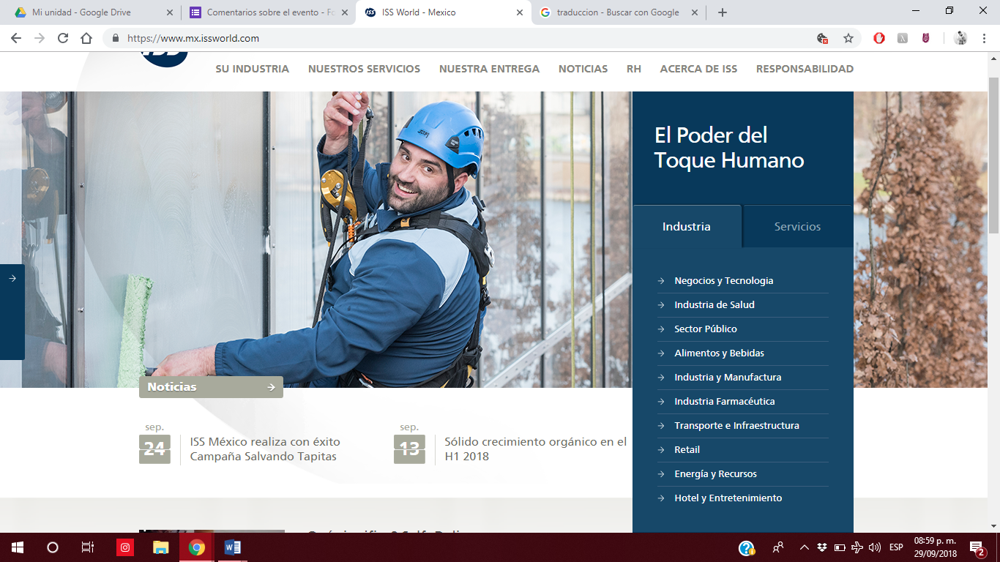 Mi unidad - Google Drive
Comentarios sobre el evento - Fo
ISS World - Mexico
traduccion - Buscar con Google
https://www.mx.issworld.com
ISS
SU INDUSTRIA NUESTROS SERVICIOS NUESTRA ENTREGA NOTICIAS RH ACERCA DE ISS RESPONSABILIDAD
El Poder del
Toque Humano
Industria
Servicios
Negocios y Tecnologia
Industria de Salud
Sector Público
Alimentos y Bebidas
Industria y Manufactura
Industria Farmacéutica
Transporte e Infraestructura
Retail
Energía y Recursos
Hotel y Entretenimiento
Noticias
sep.
24
ISS México realiza con éxito
Campaña Salvando Tapitas
sep.
13
Sólido crecimiento orgánico en el
H1 2018
ESP
08:59 p. m.
29/09/2018
2